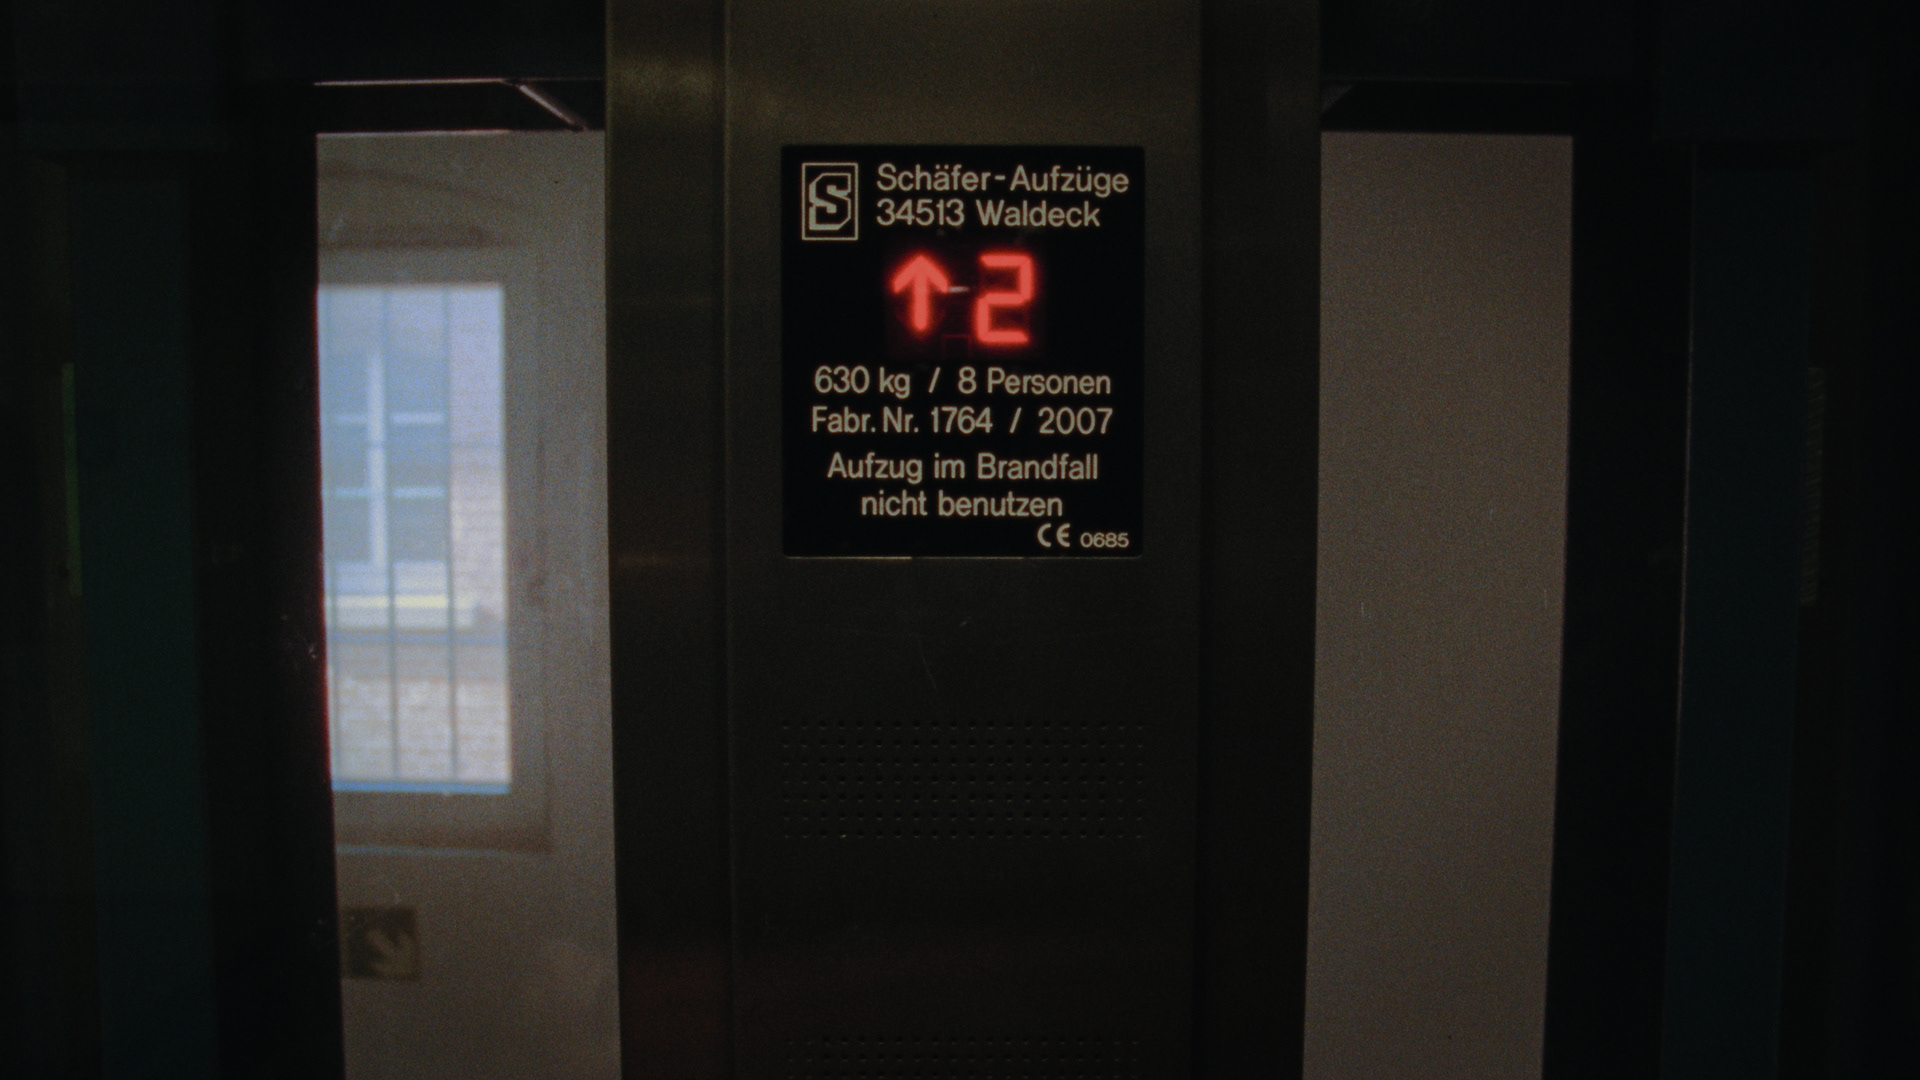 S Schäfer-Aufzüge
34513 Waldeck
↑ 2
630 kg / 8 Personen
Fabr. Nr. 1764 / 2007
Aufzug im Brandfall
nicht benutzen
CE 0685